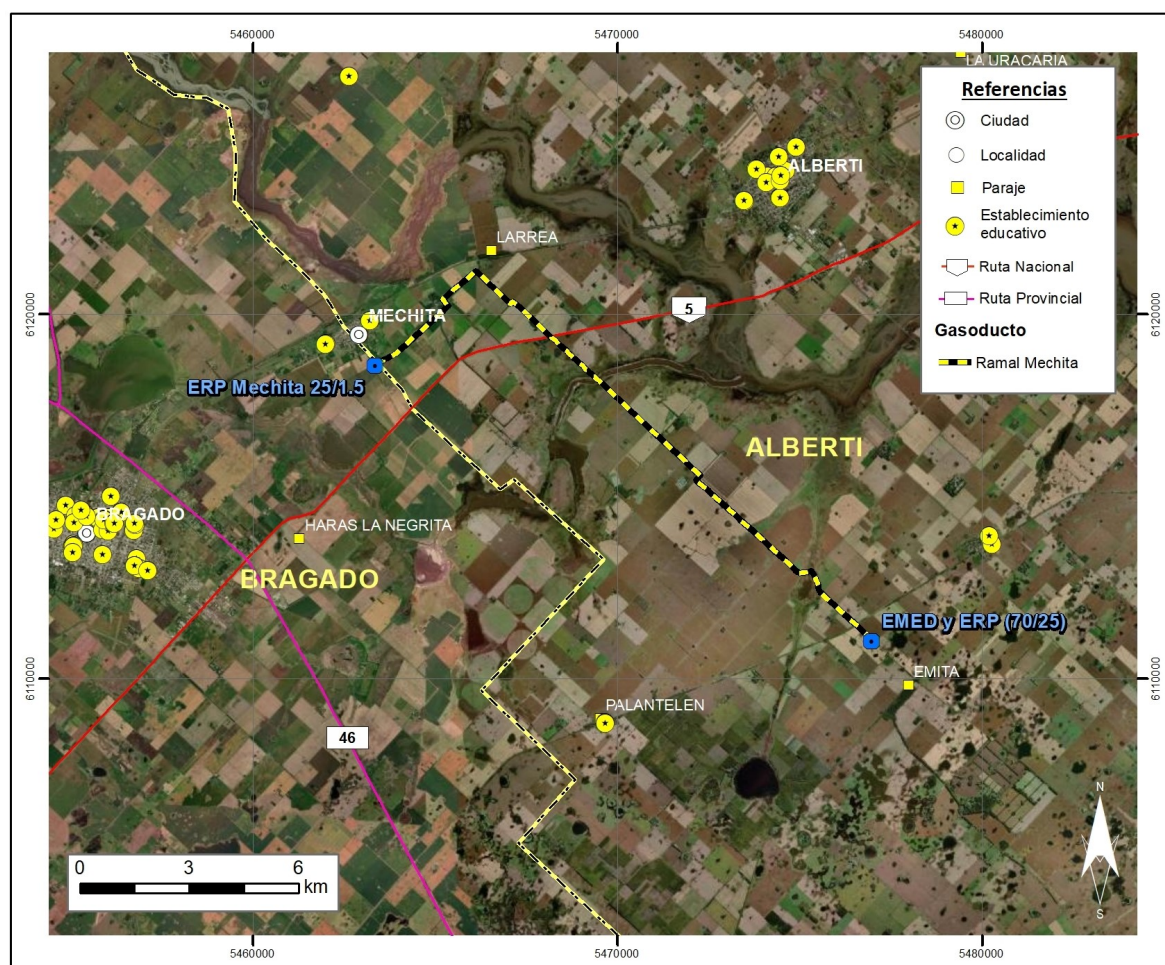 5460000
5470000
5480000
LA URACARIA
Referencias
Ciudad
Localidad
Paraje
Establecimiento
educativo
Ruta Nacional
Ruta Provincial
Gasoducto
Ramal Mechita
ALBERTI
LARREA
6120000
6120000
5
MECHITA
ERP Mechita 25/1.5
ALBERTI
BRAGADO
HARAS LA NEGRITA
BRAGADO
EMED y ERP (70/25)
EMITA
6110000
6110000
PALANTELEN
46
0
3
6
km
N
S
5460000
5470000
5480000